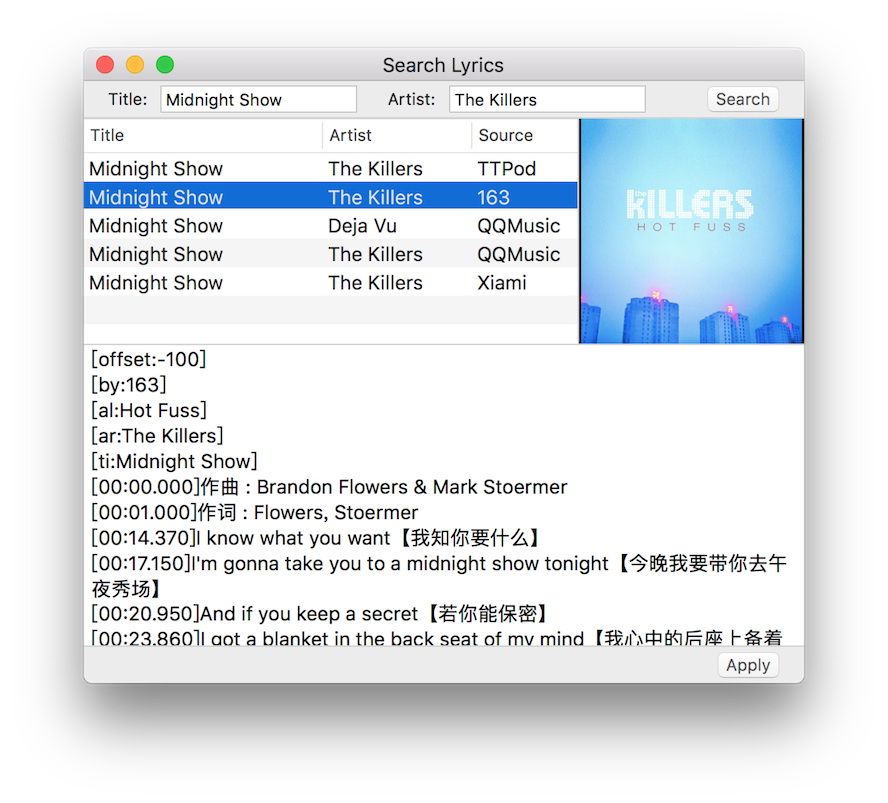 Search Lyrics
Title: Midnight Show Artist: The Killers Search
Title Artist Source
Midnight Show The Killers TTPod
Midnight Show The Killers 163
Midnight Show Deja Vu QQMusic
Midnight Show The Killers QQMusic
Midnight Show The Killers Xiami
the
KILLERS
HOT FUSS
[offset:-100]
[by:163]
[al:Hot Fuss]
[ar:The Killers]
[ti:Midnight Show]
[00:00.000]作曲 : Brandon Flowers & Mark Stoermer
[00:01.000]作词 : Flowers, Stoermer
[00:14.370]I know what you want【我知你要什么】
[00:17.150]I'm gonna take you to a midnight show tonight【今晚我要带你去午
夜秀场】
[00:20.950]And if you keep a secret【若你能保密】
[00:23.860]I got a blanket in the back seat of my mind【我心中的后座上备着
Apply